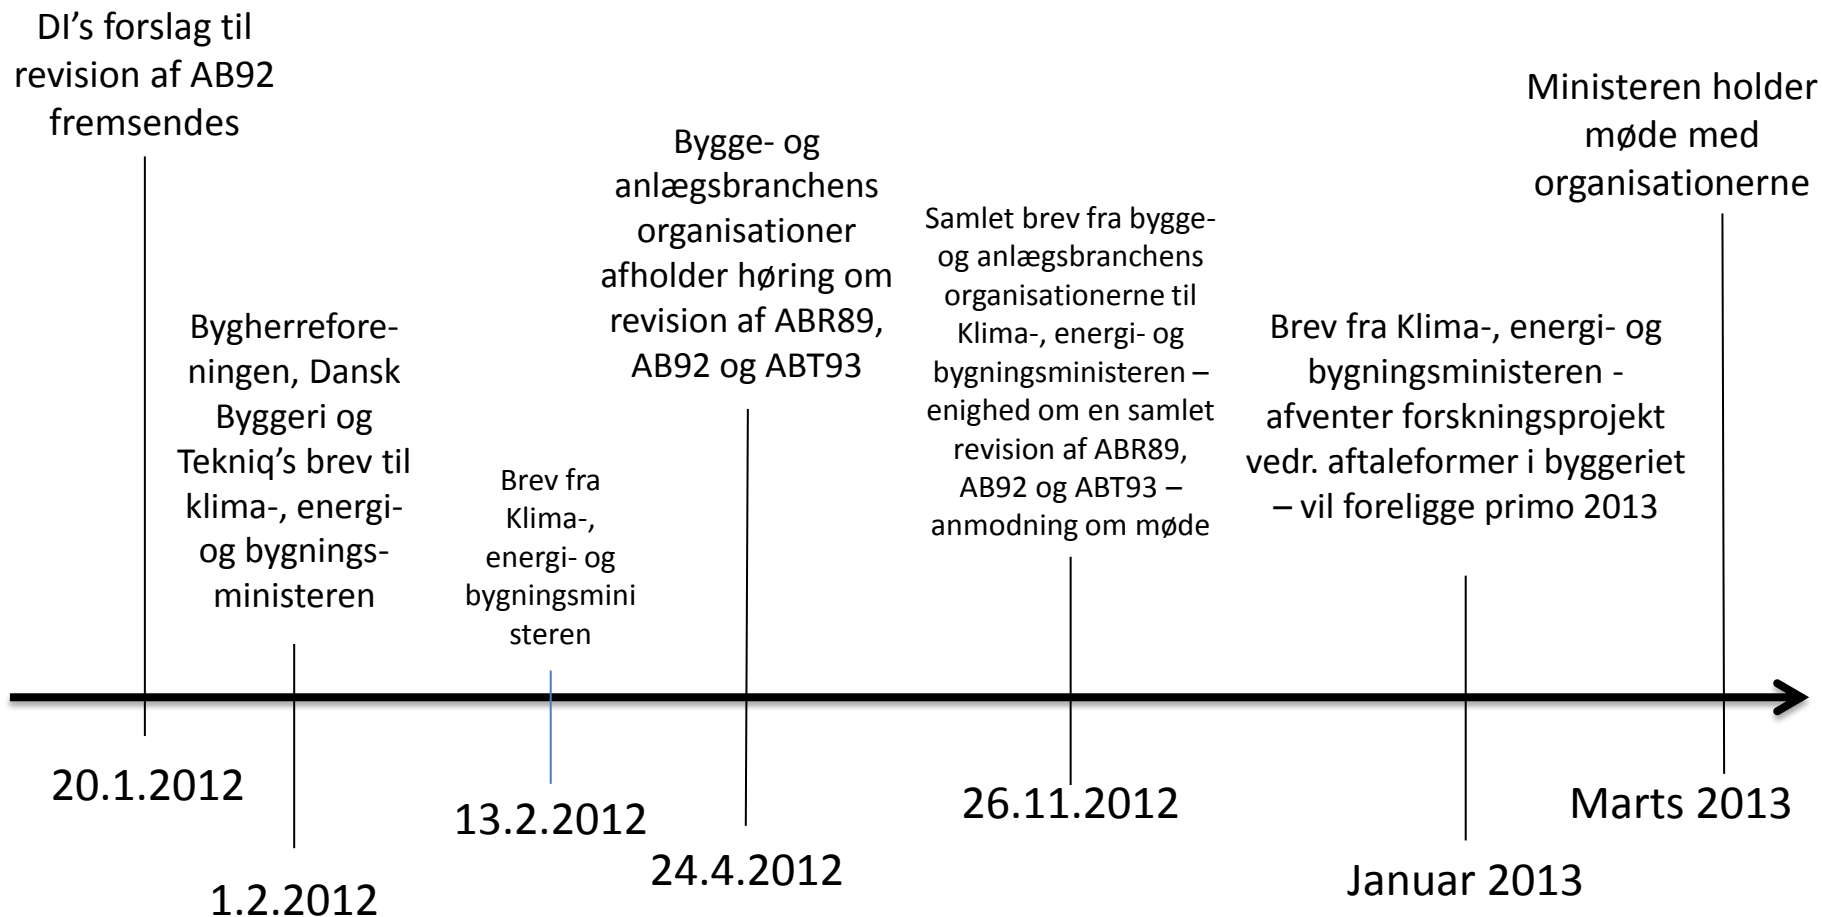 DI's forslag til
revision af AB92
fremsendes
20.1.2012
Bygherrefore-
ningen, Dansk
Byggeri og
Tekniq's brev til
klima-, energi-
og bygnings-
ministeren
1.2.2012
Brev fra
Klima-,
energi- og
bygningsmini
steren
13.2.2012
Bygge- og
anlægsbranchens
organisationer
afholder høring om
revision af ABR89,
AB92 og ABT93
24.4.2012
Samlet brev fra bygge-
og anlægsbranchens
organisationerne til
Klima-, energi- og
bygningsministeren –
enighed om en samlet
revision af ABR89,
AB92 og ABT93 –
anmodning om møde
26.11.2012
Brev fra Klima-, energi- og
bygningsministeren -
afventer forskningsprojekt
vedr. aftaleformer i byggeriet
– vil foreligge primo 2013
Januar 2013
Ministeren holder
møde med
organisationerne
Marts 2013